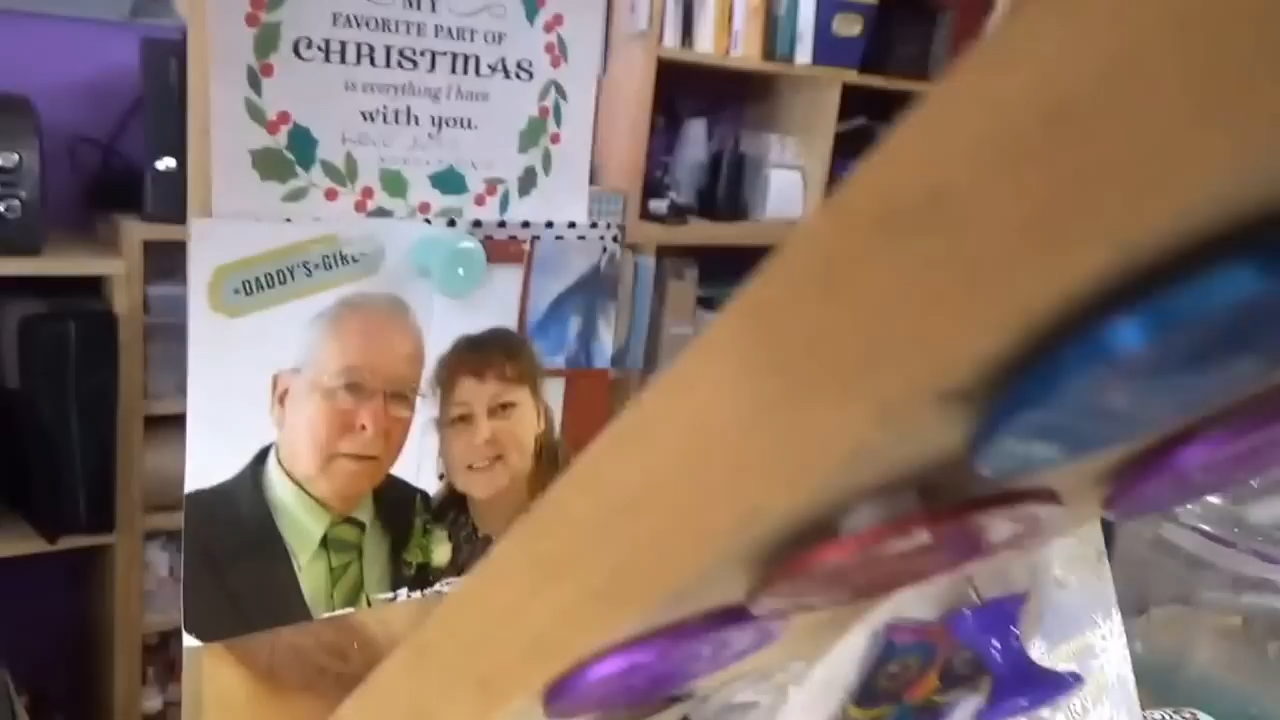 MY
FAVORITE PART OF
CHRISTMAS
is everything I have
with you.
DADDY'S GIRL